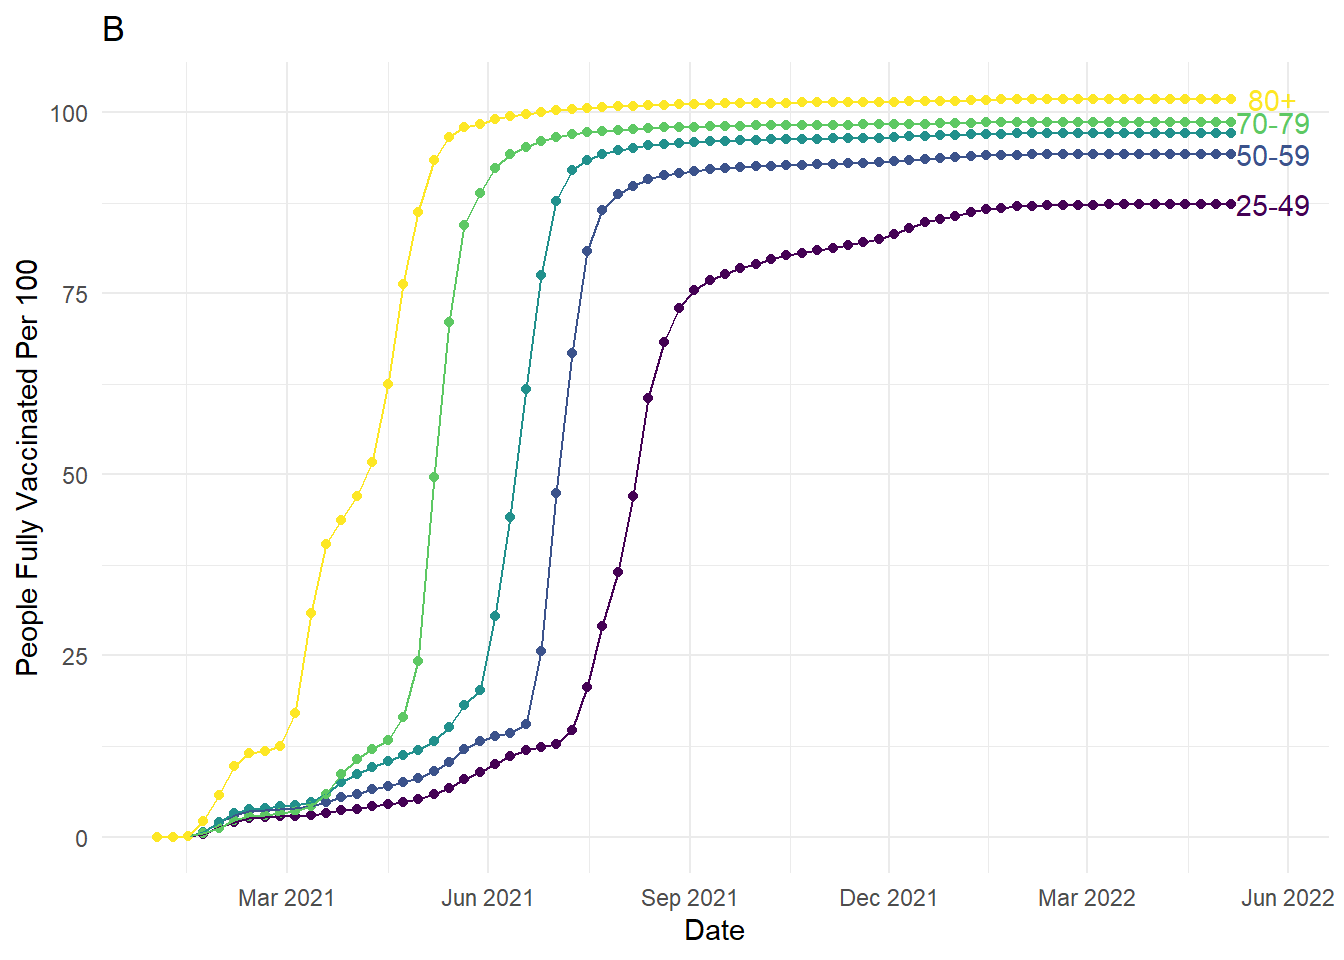 B
100
75
50
25
0
People Fully Vaccinated Per 100
80+
70-79
50-59
25-49
Mar 2021
Jun 2021
Sep 2021
Dec 2021
Mar 2022
Jun 2022
Date